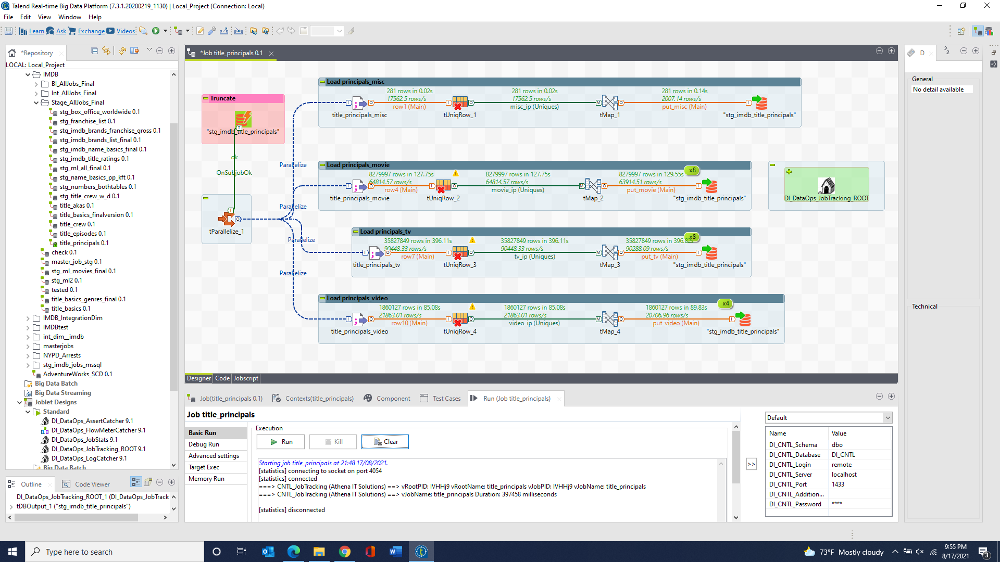 Talend Real-time Big Data Platform (7.3.1.20200219_1130) | Local_Project (Connection: Local)
File Edit View Window Help
Learn Ask Exchange Videos
*Repository
LOCAL: Local_Project
IMDB
BI_AllJobs_Final
Int_AllJobs_Final
Stage_AllJobs_Final
stg_box_office_worldwide 0.1
stg_franchise_list 0.1
stg_imdb_brands_franchise_gross 0.1
stg_imdb_brands_list_final 0.1
stg_imdb_name_basics_final 0.1
stg_imdb_title_ratings 0.1
stg_ml_all_final 0.1
stg_name_basics_pp_kft 0.1
stg_numbers_bothtables 0.1
stg_title_crew_w_d 0.1
title_akas 0.1
title_basics_finalversion 0.1
title_crew 0.1
title_episodes 0.1
title_principals 0.1
check 0.1
master_job_stg 0.1
stg_ml_movies_final 0.1
stg_ml2 0.1
tested 0.1
title_basics_genres_final 0.1
title_basics 0.1
IMDB_IntegrationDim
IMDBtest
int_dim__imdb
masterjobs
NYPD_Arrests
stg_imdb_jobs_mssql
AdventureWorks_SCD 0.1
Big Data Batch
Big Data Streaming
Joblet Designs
Standard
DI_DataOps_AssertCatcher 9.1
DI_DataOps_FlowMeterCatcher 9.1
DI_DataOps_JobStats 9.1
DI_DataOps_JobTracking_ROOT 9.1
DI_DataOps_LogCatcher 9.1
Big Data Batch
Outline Code Viewer
DI_DataOps_JobTracking_ROOT_1 (DI_DataOps_JobTrack
tDBOutput_1 ("stg_imdb_title_principals")
*Job title_principals 0.1
Truncate
"stg_imdb_title_principals"
ok
OnSubjobOk
tParallelize_1
Parallelize
Parallelize
Parallelize
Parallelize
Load principals_misc
281 rows in 0.02s 281 rows in 0.02s 281 rows in 0.14s
17562.5 rows/s 17562.5 rows/s 2007.14 rows/s
row1 (Main) misc_ip (Uniques) put_misc (Main)
title_principals_misc tUniqRow_1 tMap_1 "stg_imdb_title_principals"
Load principals_movie
x8
8279997 rows in 127.75s 8279997 rows in 127.75s 8279997 rows in 129.55s
64814.57 rows/s 64814.57 rows/s 63914.51 rows/s
row4 (Main) movie_ip (Uniques) put_movie (Main)
title_principals_movie tUniqRow_2 tMap_2 "stg_imdb_title_principals"
DI_DataOps_JobTracking_ROOT
Load principals_tv
x8
35827849 rows in 396.11s 35827849 rows in 396.11s 35827849 rows in 396.82s
90448.33 rows/s 90448.33 rows/s 90288.09 rows/s
row7 (Main) tv_ip (Uniques) put_tv (Main)
title_principals_tv tUniqRow_3 tMap_3 "stg_imdb_title_principals"
Load principals_video
x4
1860127 rows in 85.08s 1860127 rows in 85.08s 1860127 rows in 89.83s
21863.01 rows/s 21863.01 rows/s 20706.96 rows/s
row10 (Main) video_ip (Uniques) put_video (Main)
title_principals_video tUniqRow_4 tMap_4 "stg_imdb_title_principals"
Designer Code Jobscript
Job(title_principals 0.1) Contexts(title_principals) Component Test Cases Run (Job title_principals)
Job title_principals
Basic Run
Debug Run
Advanced settings
Target Exec
Memory Run
Execution
Run Kill Clear
Starting job title_principals at 21:48 17/08/2021.
[statistics] connecting to socket on port 4054
[statistics] connected
===> CNTL_JobTracking (Athena IT Solutions) ==> vRootPID: IVHHj9 vRootName: title_principals vJobPID: IVHHj9 vJobName: title_principals
===> CNTL_JobTracking (Athena IT Solutions) ==> vJobName: title_principals Duration: 397458 milliseconds
[statistics] disconnected
>>
Default
Name Value
DI_CNTL_Schema dbo
DI_CNTL_Database DI_CNTL
DI_CNTL_Login remote
DI_CNTL_Server localhost
DI_CNTL_Port 1433
DI_CNTL_Addition...
DI_CNTL_Password ****
D
2
General
No detail available
Technical
Type here to search
73°F Mostly cloudy
9:55 PM
8/17/2021
3